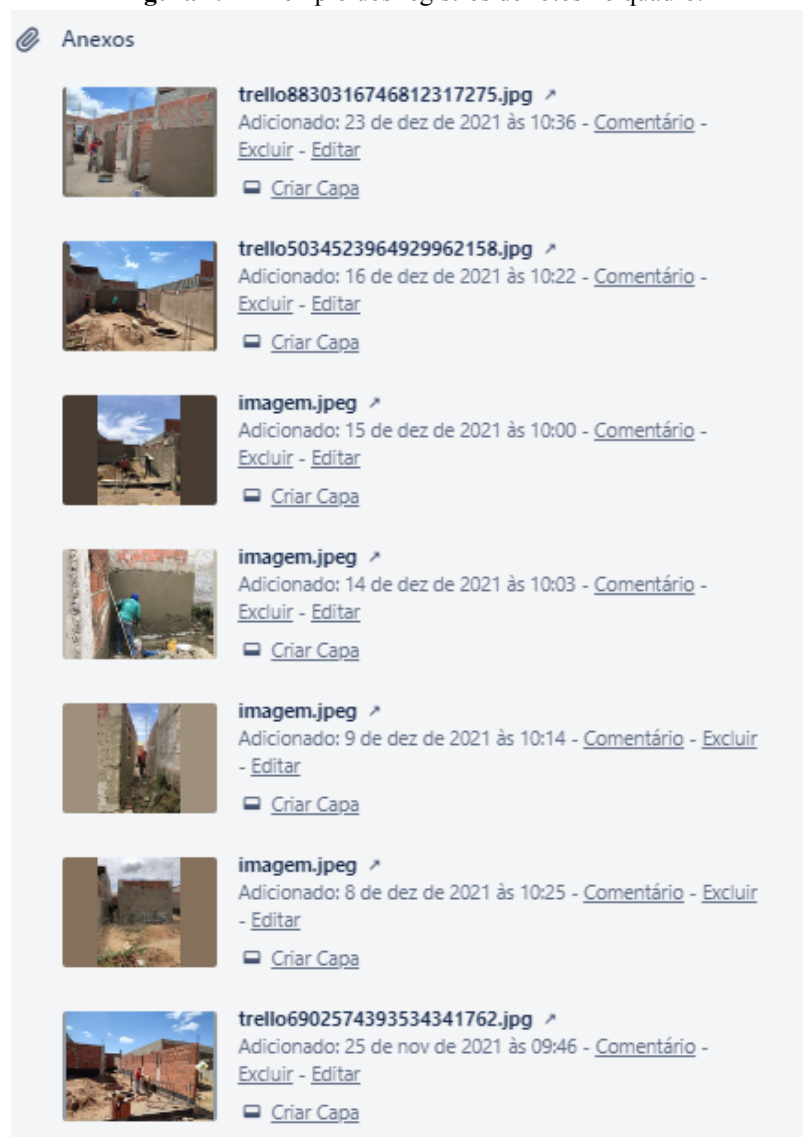 Anexos
trello8830316746812317275.jpg ↗
Adicionado: 23 de dez de 2021 às 10:36 - Comentário -
Excluir - Editar
Criar Capa
trello5034523964929962158.jpg ↗
Adicionado: 16 de dez de 2021 às 10:22 - Comentário -
Excluir - Editar
Criar Capa
imagem.jpeg ↗
Adicionado: 15 de dez de 2021 às 10:00 - Comentário -
Excluir - Editar
Criar Capa
imagem.jpeg ↗
Adicionado: 14 de dez de 2021 às 10:03 - Comentário -
Excluir - Editar
Criar Capa
imagem.jpeg ↗
Adicionado: 9 de dez de 2021 às 10:14 - Comentário - Excluir
- Editar
Criar Capa
imagem.jpeg ↗
Adicionado: 8 de dez de 2021 às 10:25 - Comentário - Excluir
- Editar
Criar Capa
trello6902574393534341762.jpg ↗
Adicionado: 25 de nov de 2021 às 09:46 - Comentário -
Excluir - Editar
Criar Capa